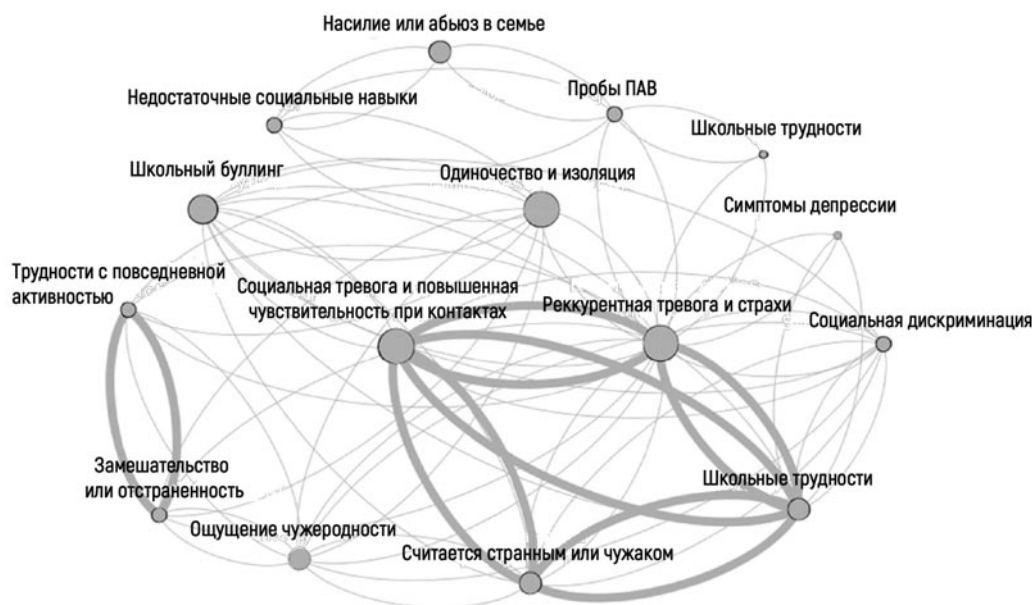 Насилие или абьюз в семье
Недостаточные социальные навыки
Пробы ПАВ
Школьные трудности
Школьный буллинг
Одиночество и изоляция
Симптомы депрессии
Трудности с повседневной
активностью
Социальная тревога и повышенная
чувствительность при контактах
Реккурентная тревога и страхи
Социальная дискриминация
Замешательство
или отстраненность
Школьные трудности
Ощущение чужеродности
Считается странным или чужаком